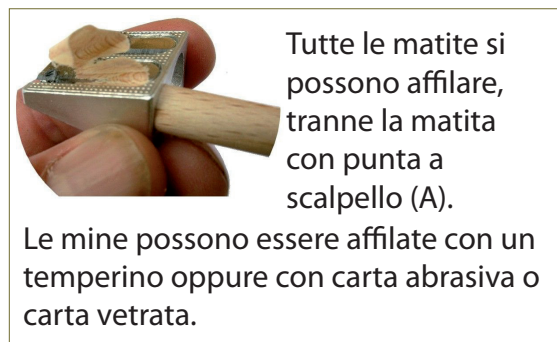 Tutte le matite si
possono affilare,
tranne la matita
con punta a
scalpello (A).
Le mine possono essere affilate con un
temperino oppure con carta abrasiva o
carta vetrata.